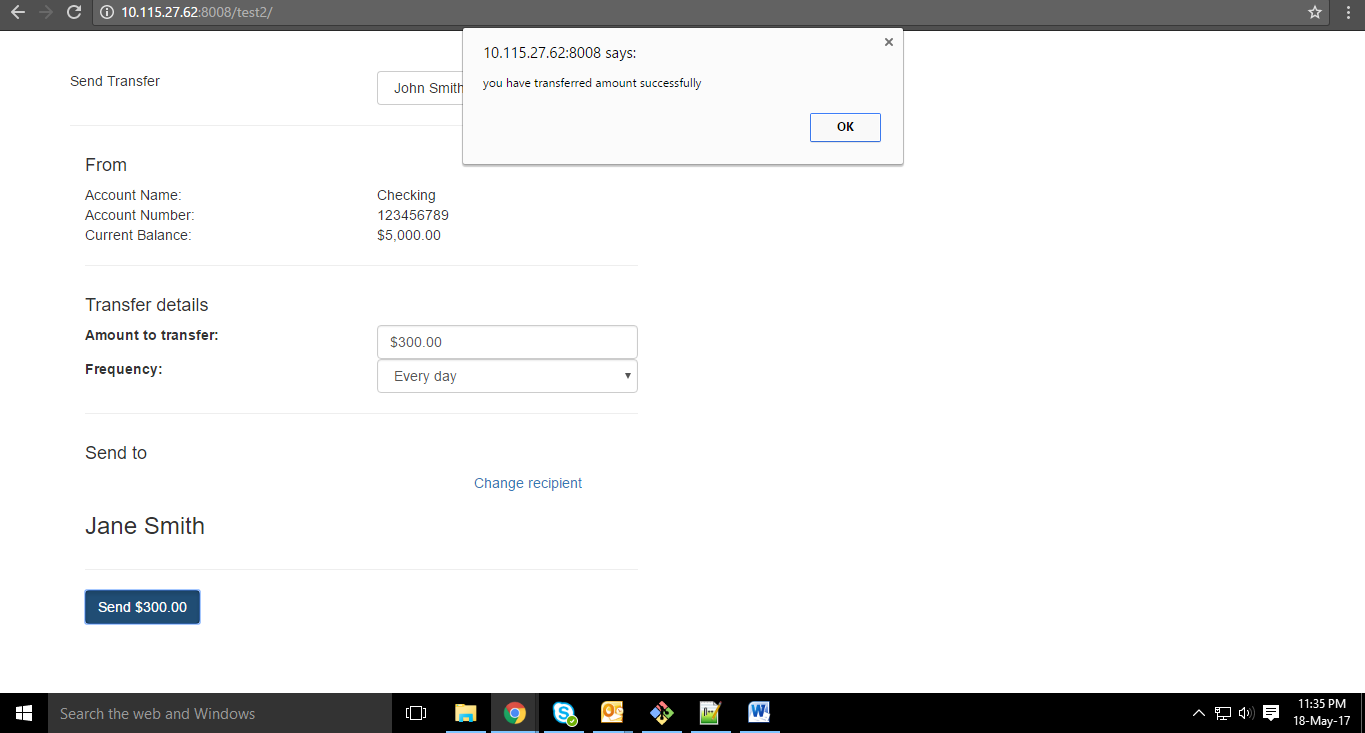 10.115.27.62:8008/test2/
10.115.27.62:8008 says:
you have transferred amount successfully
OK
Send Transfer
John Smith
From
Account Name: Checking
Account Number: 123456789
Current Balance: $5,000.00
Transfer details
Amount to transfer: $300.00
Frequency: Every day
Send to
Change recipient
Jane Smith
Send $300.00
Search the web and Windows
11:35 PM
18-May-17